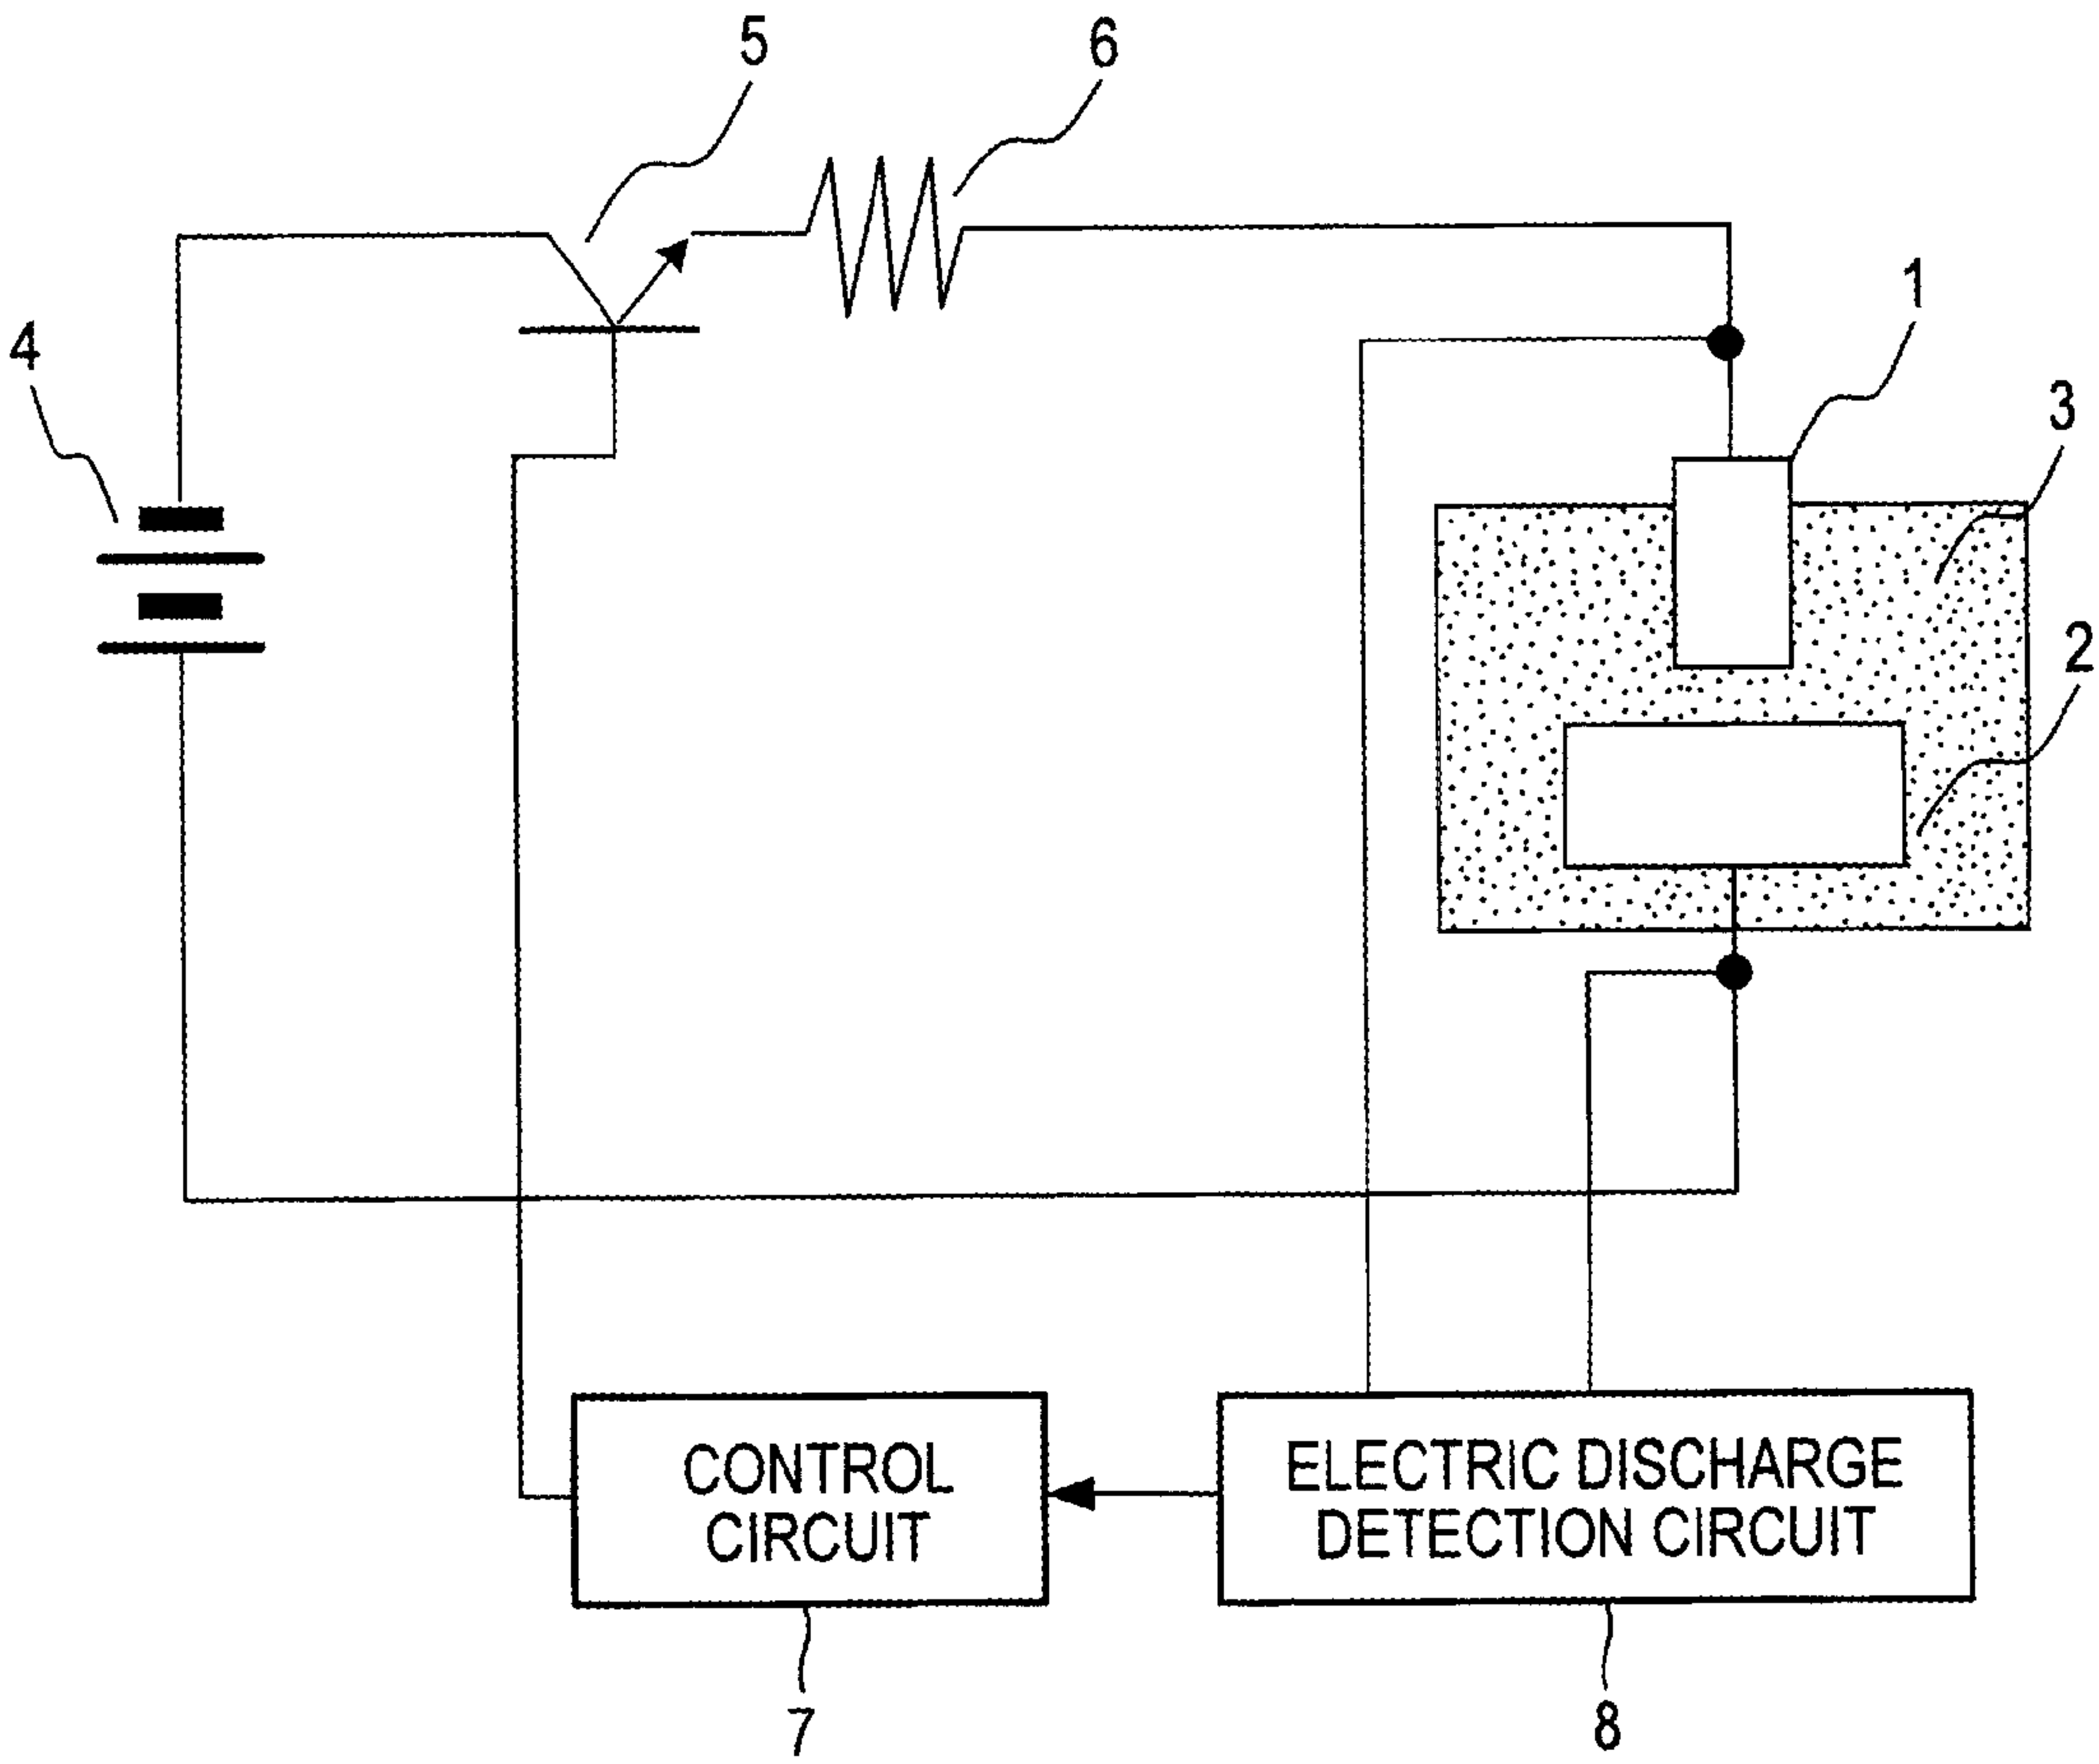 5
6
1
4
3
2
CONTROL
CIRCUIT
ELECTRIC DISCHARGE
DETECTION CIRCUIT
7
8